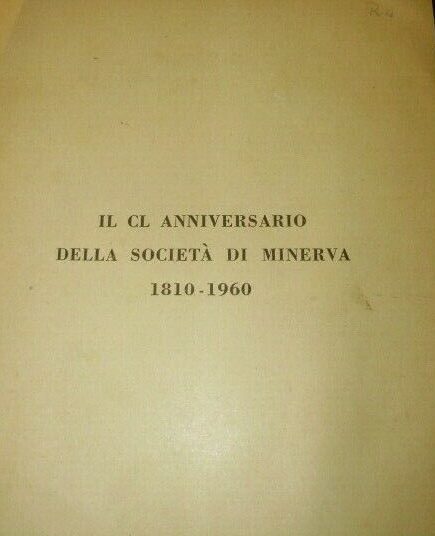 IL CL ANNIVERSARIO
DELLA SOCIETÀ DI MINERVA
1810-1960